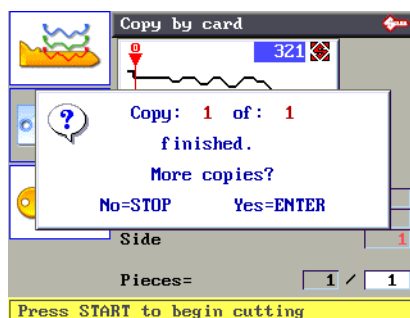 Copy by card
0
321
?
Copy: 1 of: 1
finished.
More copies?
No=STOP Yes=ENTER
Side 1
Pieces= 1 / 1
Press START to begin cutting